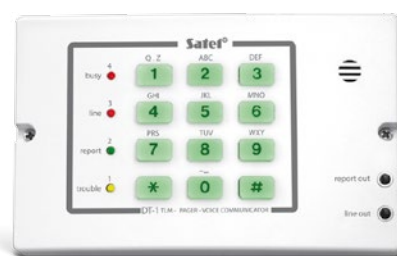 Satel®
Q..Z ABC DEF
4
busy 1 2 3
GHI JKL MNO
3
line 4 5 6
PRS TUV WXY
2
report 7 8 9
1
trouble * 0 #
report out
line out
DT-1 TLM - PAGER - VOICE COMMUNICATOR